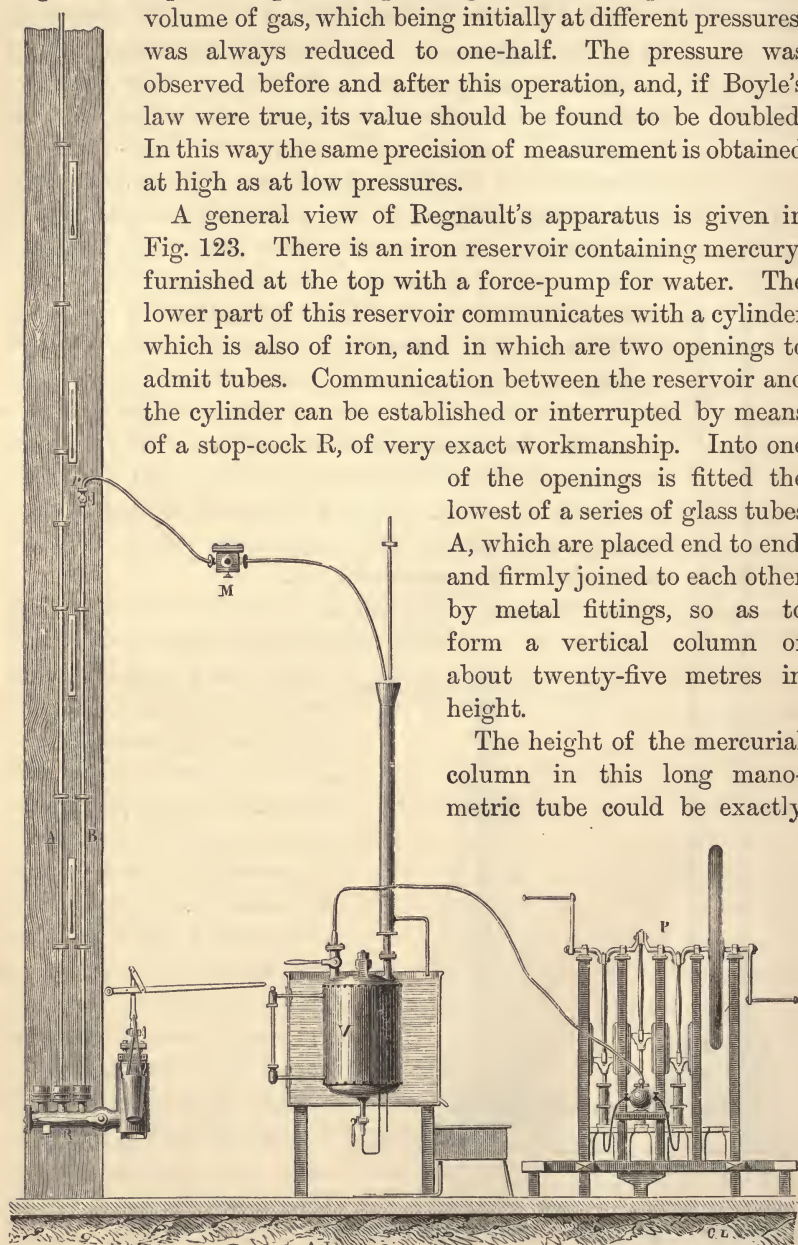 volume of gas, which being initially at different pressures
was always reduced to one-half. The pressure was
observed before and after this operation, and, if Boyle's
law were true, its value should be found to be doubled
In this way the same precision of measurement is obtained
at high as at low pressures.
A general view of Regnault's apparatus is given in
Fig. 123. There is an iron reservoir containing mercury
furnished at the top with a force-pump for water. The
lower part of this reservoir communicates with a cylinder
which is also of iron, and in which are two openings to
admit tubes. Communication between the reservoir and
the cylinder can be established or interrupted by means
of a stop-cock R, of very exact workmanship. Into one
of the openings is fitted the
lowest of a series of glass tubes
A, which are placed end to end
and firmly joined to each other
by metal fittings, so as to
form a vertical column of
about twenty-five metres in
height.
The height of the mercurial
column in this long mano-
metric tube could be exactly
M
A B
P
V
R
C.L.